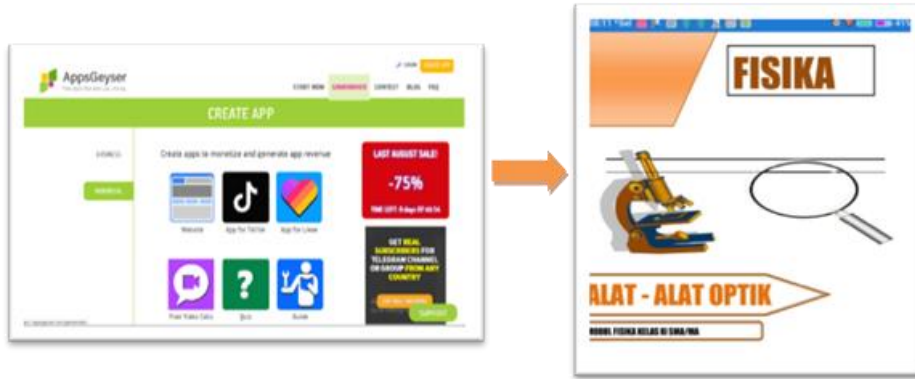 AppsGeyser
LOGIN
START NOW
CONTACT BLOG FAQ
CREATE APP
Create apps to monetize and generate app revenue
LAST AUGUST SALE!
-75%
Website App for TikTok App for Likee
GET REAL
SUBSCRIBERS FOR
TELEGRAM CHANNEL
OR GROUP FROM ANY
COUNTRY
SUPPORT
Free Video Calls Quiz Guide
FISIKA
ALAT - ALAT OPTIK
MODUL FISIKA KELAS XI SMA/MA